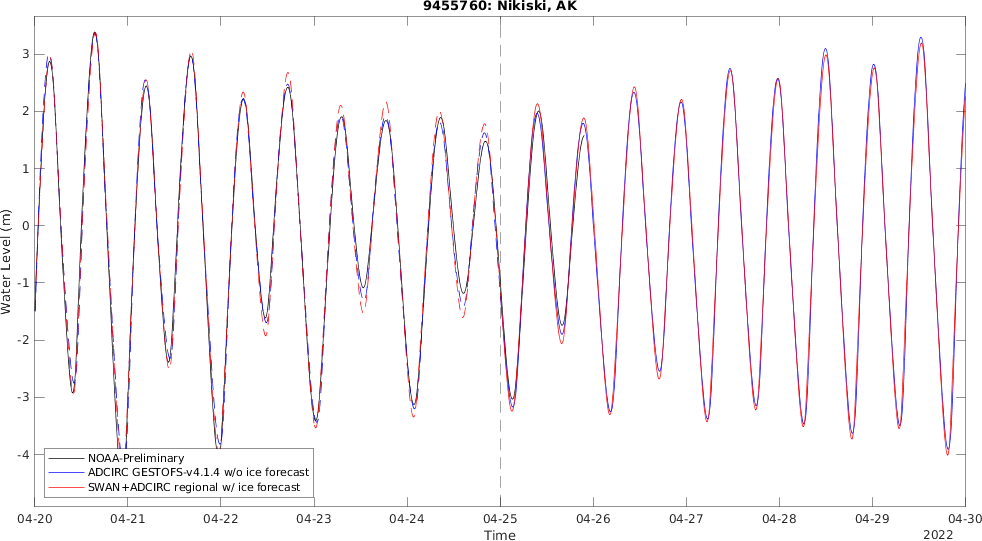 9455760: Nikiski, AK
Water Level (m)
3
2
1
0
-1
-2
-3
-4
NOAA-Preliminary
ADCIRC GESTOFS-v4.1.4 w/o ice forecast
SWAN+ADCIRC regional w/ ice forecast
04-20 04-21 04-22 04-23 04-24 04-25 04-26 04-27 04-28 04-29 04-30
Time
2022